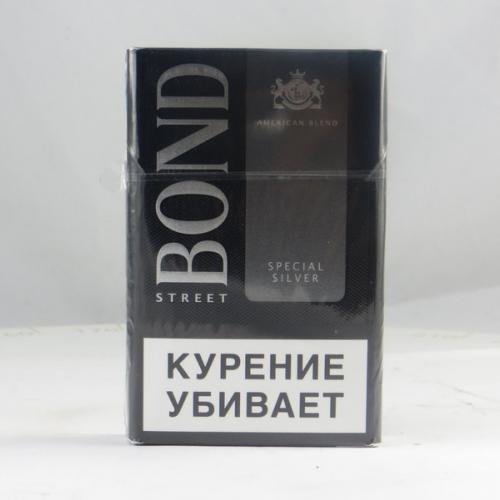 BOND
STREET
AMERICAN BLEND
SPECIAL
SILVER
КУРЕНИЕ
УБИВАЕТ